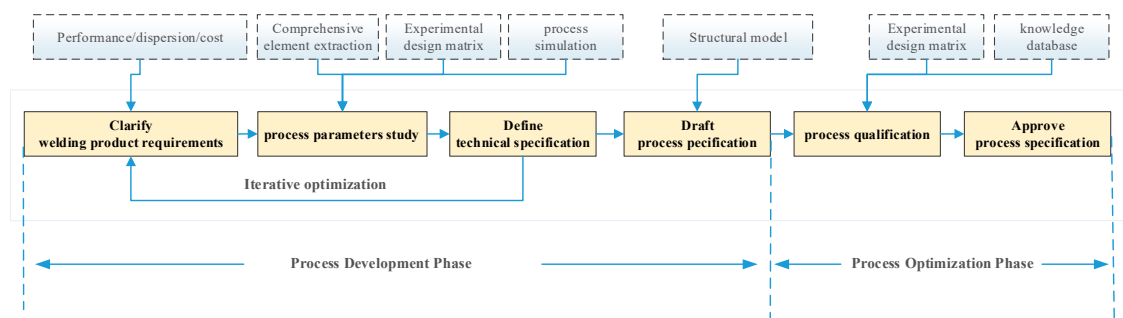 Performance/dispersion/cost
Comprehensive
element extraction
Experimental
design matrix
process
simulation
Structural model
Experimental
design matrix
knowledge
database
Clarify
welding product requirements
process parameters study
Define
technical specification
Draft
process pecification
process qualification
Approve
process specification
Iterative optimization
Process Development Phase
Process Optimization Phase